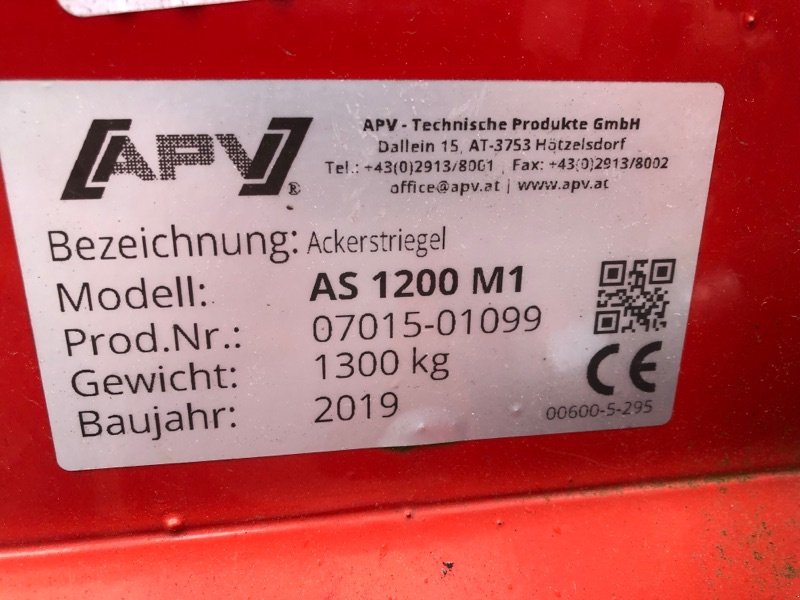 APV®
APV - Technische Produkte GmbH
Dallein 15, AT-3753 Hötzelsdorf
Tel.: +43(0)2913/8001 Fax: +43(0)2913/8002
office@apv.at | www.apv.at
Bezeichnung: Ackerstriegel
Modell: AS 1200 M1
Prod.Nr.: 07015-01099
Gewicht: 1300 kg
Baujahr: 2019
CE
00600-5-295